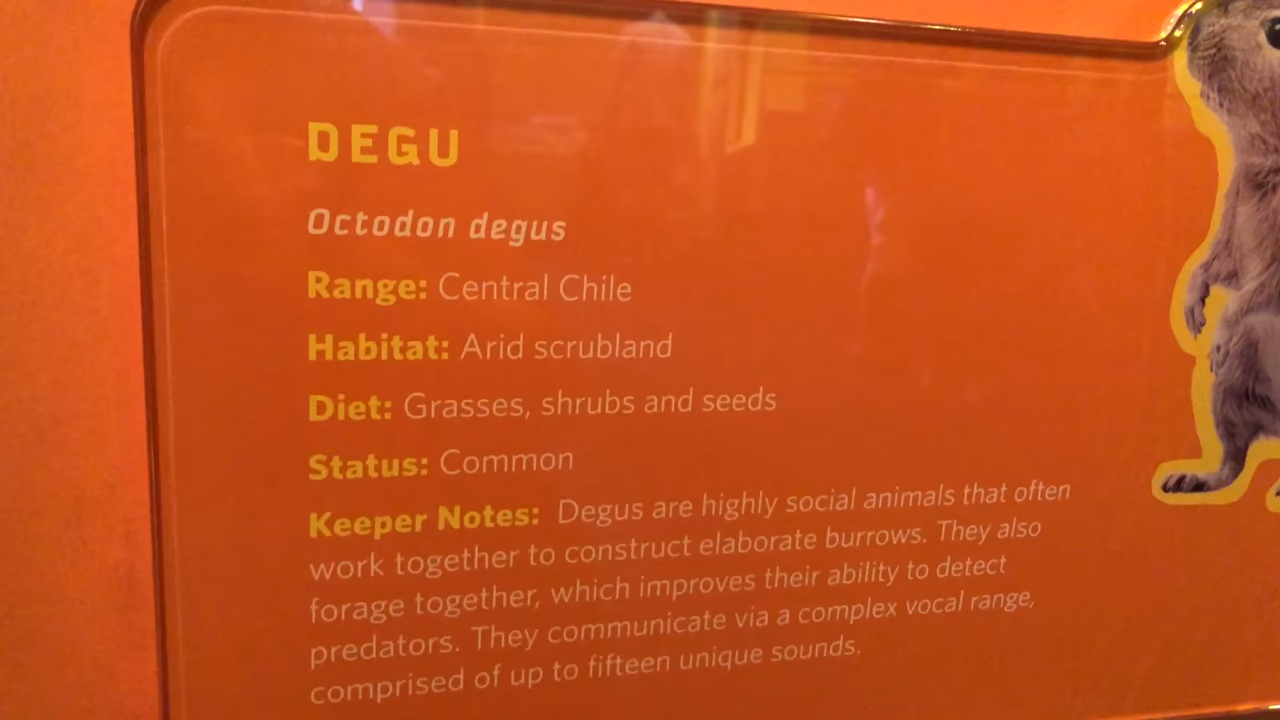 DEGU
Octodon degus
Range: Central Chile
Habitat: Arid scrubland
Diet: Grasses, shrubs and seeds
Status: Common
Keeper Notes: Degus are highly social animals that often
work together to construct elaborate burrows. They also
forage together, which improves their ability to detect
predators. They communicate via a complex vocal range,
comprised of up to fifteen unique sounds.